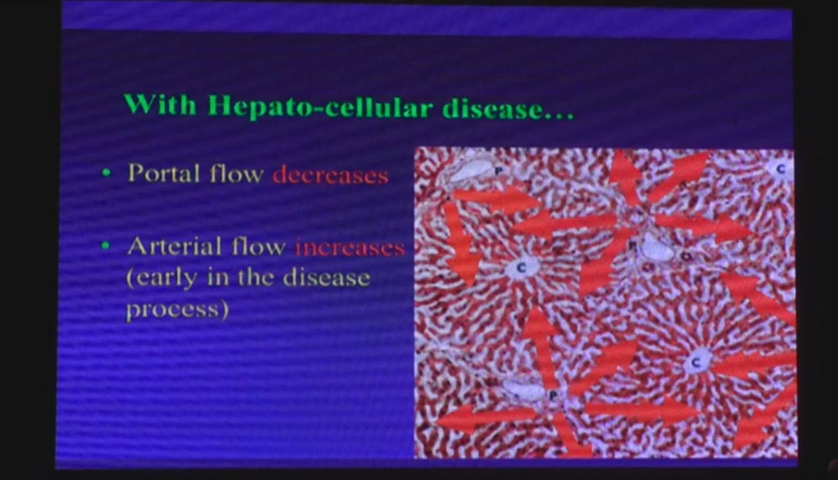 With Hepato-cellular disease...
• Portal flow decreases
• Arterial flow increases
(early in the disease
process)
P
C
P
C
C
P